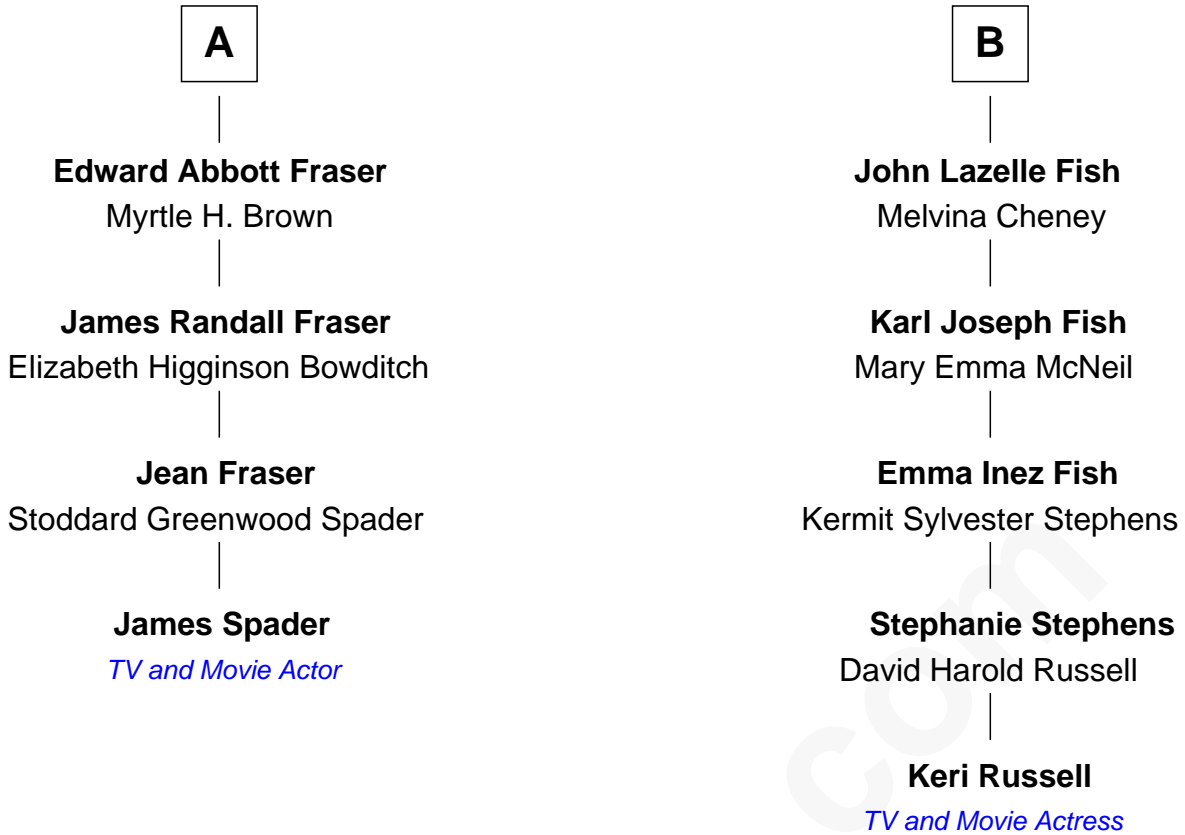 A
Edward Abbott Fraser
Myrtle H. Brown
James Randall Fraser
Elizabeth Higginson Bowditch
Jean Fraser
Stoddard Greenwood Spader
James Spader
TV and Movie Actor
B
John Lazelle Fish
Melvina Cheney
Karl Joseph Fish
Mary Emma McNeil
Emma Inez Fish
Kermit Sylvester Stephens
Stephanie Stephens
David Harold Russell
Keri Russell
TV and Movie Actress
com